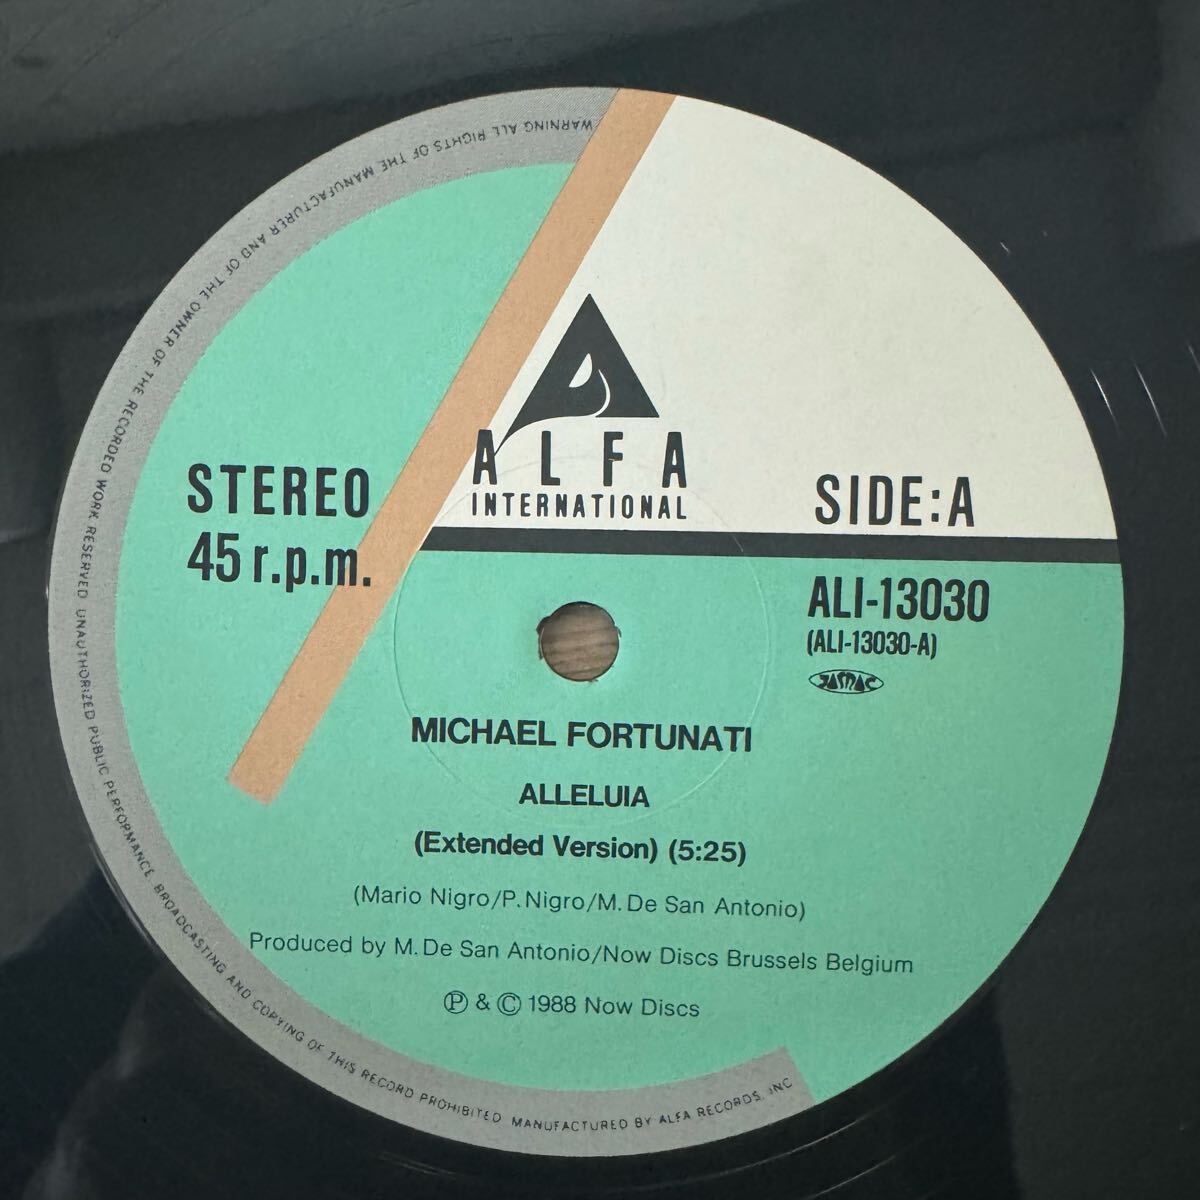 WARNING ALL RIGHTS OF THE MANUFACTURER AND OF THE OWNER OF THE RECORDED WORK RESERVED UNAUTHORIZED PUBLIC PERFORMANCE BROADCASTING AND COPYING OF THIS RECORD PROHIBITED MANUFACTURED BY ALFA RECORDS, INC
ALFA
INTERNATIONAL
STEREO
45 r.p.m.
SIDE:A
ALI-13030
(ALI-13030-A)
JASRAC
MICHAEL FORTUNATI
ALLELUIA
(Extended Version) (5:25)
(Mario Nigro/P. Nigro/M. De San Antonio)
Produced by M. De San Antonio/Now Discs Brussels Belgium
Ⓟ & Ⓒ 1988 Now Discs